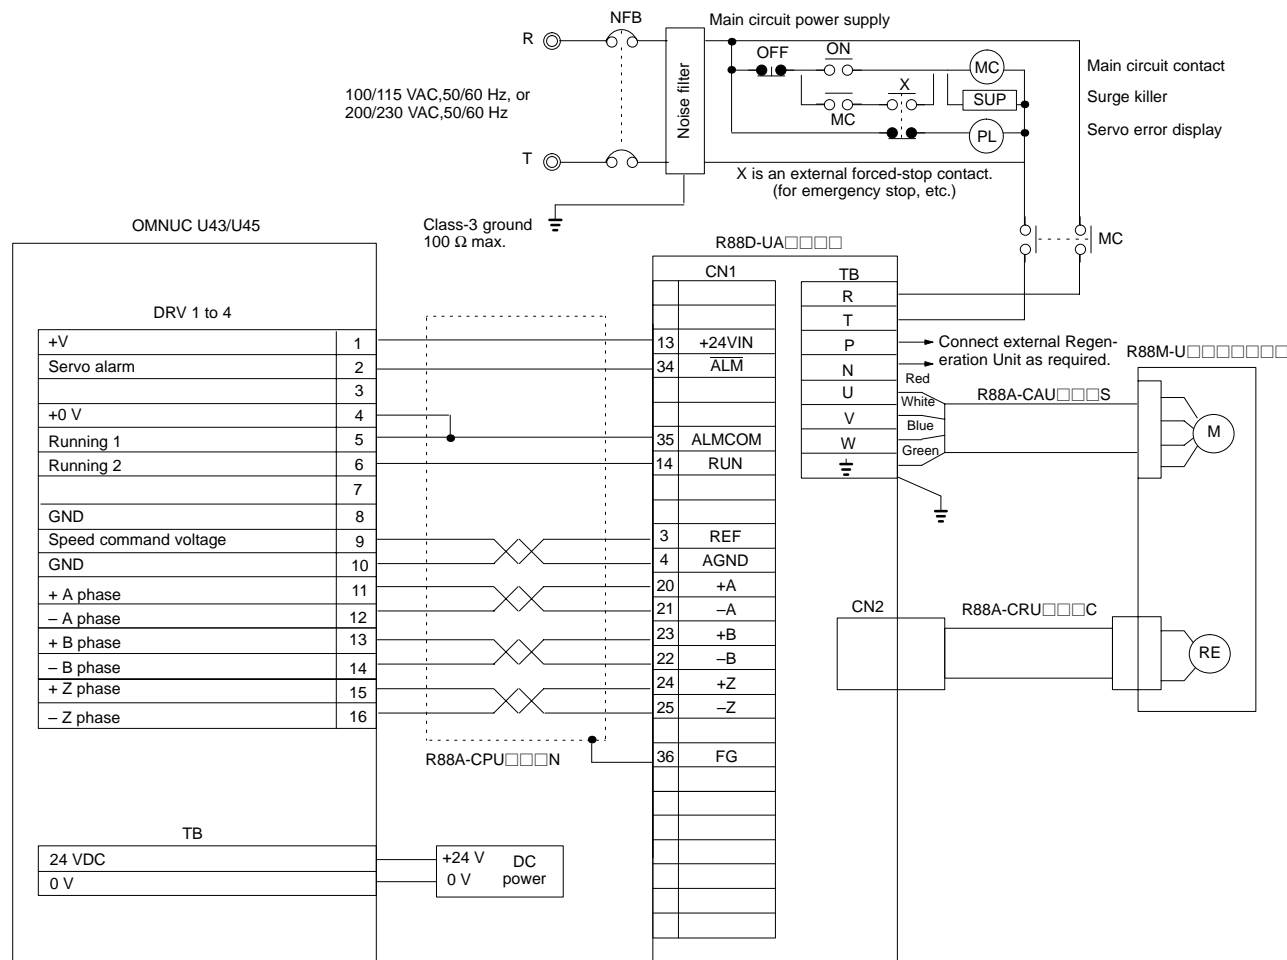 NFB
Main circuit power supply
R
OFF
ON
MC
Main circuit contact
X
SUP
Surge killer
MC
PL
Servo error display
100/115 VAC,50/60 Hz, or
200/230 VAC,50/60 Hz
Noise filter
T
X is an external forced-stop contact.
(for emergency stop, etc.)
Class-3 ground
100 Ω max.
MC
OMNUC U43/U45
DRV 1 to 4
+V 1
Servo alarm 2
3
+0 V 4
Running 1 5
Running 2 6
7
GND 8
Speed command voltage 9
GND 10
+ A phase 11
– A phase 12
+ B phase 13
– B phase 14
+ Z phase 15
– Z phase 16
TB
24 VDC
0 V
+24 V
0 V
DC
power
R88A-CPU□□□N
R88D-UA□□□□
CN1
13 +24VIN
34 A̅L̅M̅
35 ALMCOM
14 RUN
3 REF
4 AGND
20 +A
21 –A
23 +B
22 –B
24 +Z
25 –Z
36 FG
TB
R
T
P
N
U
V
W
Connect external Regen-
eration Unit as required.
Red
White
Blue
Green
R88A-CAU□□□S
R88M-U□□□□□□□
M
CN2
R88A-CRU□□□C
RE